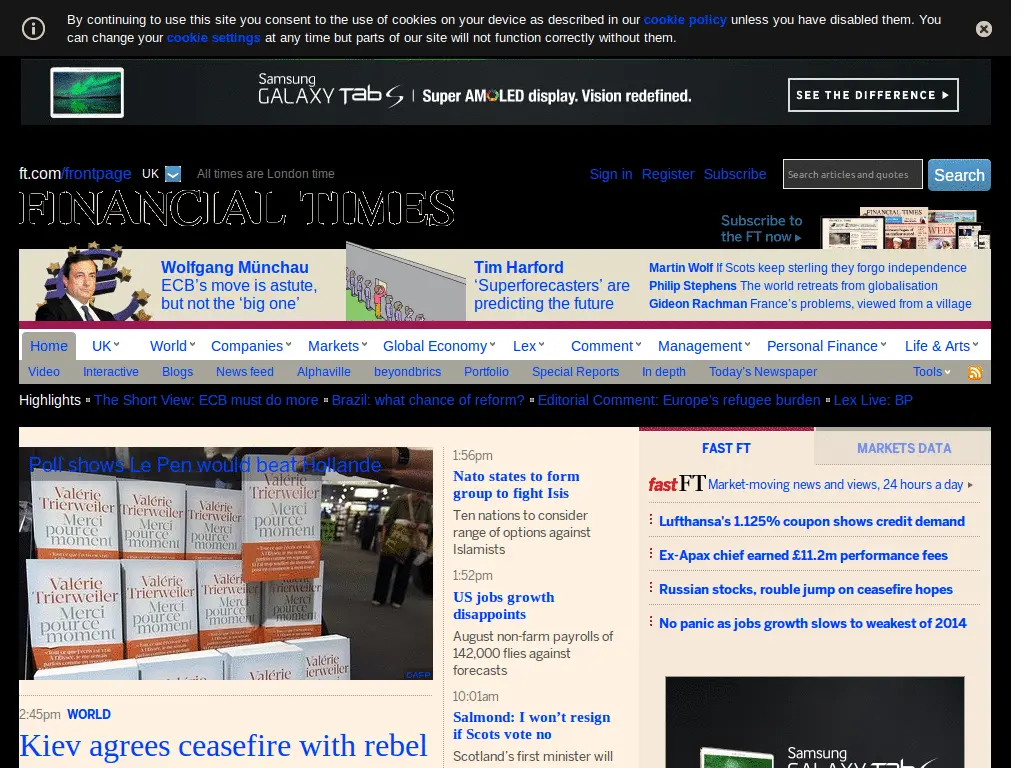 By continuing to use this site you consent to the use of cookies on your device as described in our cookie policy unless you have disabled them. You
can change your cookie settings at any time but parts of our site will not function correctly without them.
Samsung
GALAXY Tab S | Super AMOLED display. Vision redefined.
SEE THE DIFFERENCE
ft.com/frontpage UK All times are London time
Sign in Register Subscribe
Search articles and quotes
Search
FINANCIAL TIMES
Subscribe to
the FT now
FINANCIAL TIMES
Wolfgang Münchau
ECB's move is astute,
but not the 'big one'
Tim Harford
‘Superforecasters’ are
predicting the future
Martin Wolf If Scots keep sterling they forgo independence
Philip Stephens The world retreats from globalisation
Gideon Rachman France's problems, viewed from a village
Home UK World Companies Markets Global Economy Lex Comment Management Personal Finance Life & Arts
Video Interactive Blogs News feed Alphaville beyondbrics Portfolio Special Reports In depth Today's Newspaper Tools
Highlights The Short View: ECB must do more Brazil: what chance of reform? Editorial Comment: Europe's refugee burden Lex Live: BP
Poll shows Le Pen would beat Hollande
Valérie
Trierweiler
Merci
pour ce
moment
2:45pm WORLD
Kiev agrees ceasefire with rebel
1:56pm
Nato states to form
group to fight Isis
Ten nations to consider
range of options against
Islamists
1:52pm
US jobs growth
disappoints
August non-farm payrolls of
142,000 flies against
forecasts
10:01am
Salmond: I won't resign
if Scots vote no
Scotland's first minister will
FAST FT
MARKETS DATA
fastFT Market-moving news and views, 24 hours a day
Lufthansa's 1.125% coupon shows credit demand
Ex-Apax chief earned £11.2m performance fees
Russian stocks, rouble jump on ceasefire hopes
No panic as jobs growth slows to weakest of 2014
Samsung
GALAXY Tab S